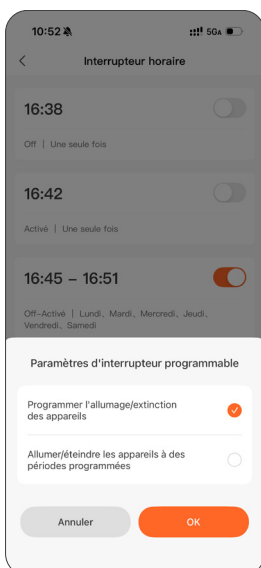 10:52 5GA
Interrupteur horaire
16:38
Off | Une seule fois
16:42
Activé | Une seule fois
16:45 – 16:51
Off-Activé | Lundi、Mardi、Mercredi、Jeudi、
Vendredi、Samedi
Paramètres d'interrupteur programmable
Programmer l'allumage/extinction
des appareils
Allumer/éteindre les appareils à des
périodes programmées
Annuler OK